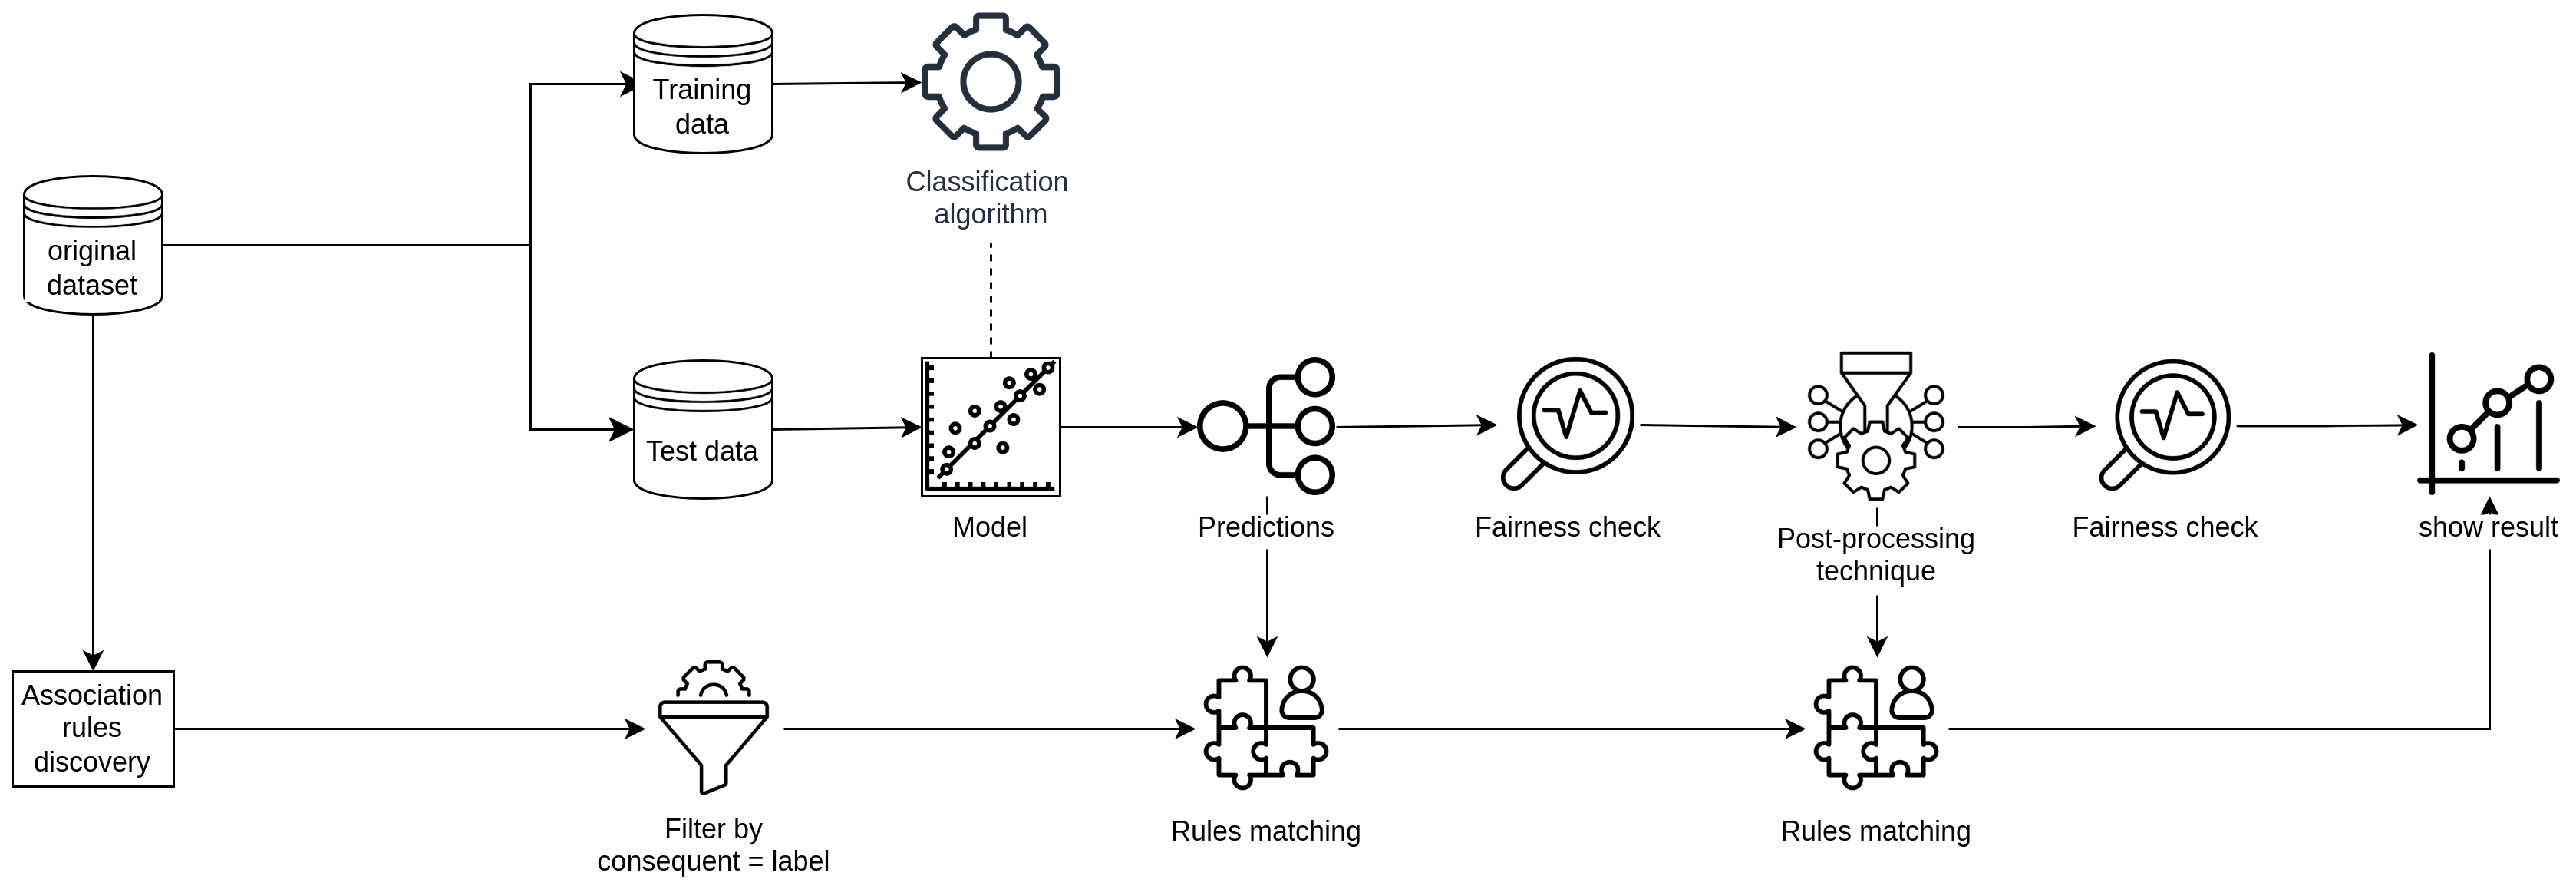 Training
data
Classification
algorithm
original
dataset
Test data
Model
Predictions
Fairness check
Post-processing
technique
Fairness check
show result
Association
rules
discovery
Filter by
consequent = label
Rules matching
Rules matching